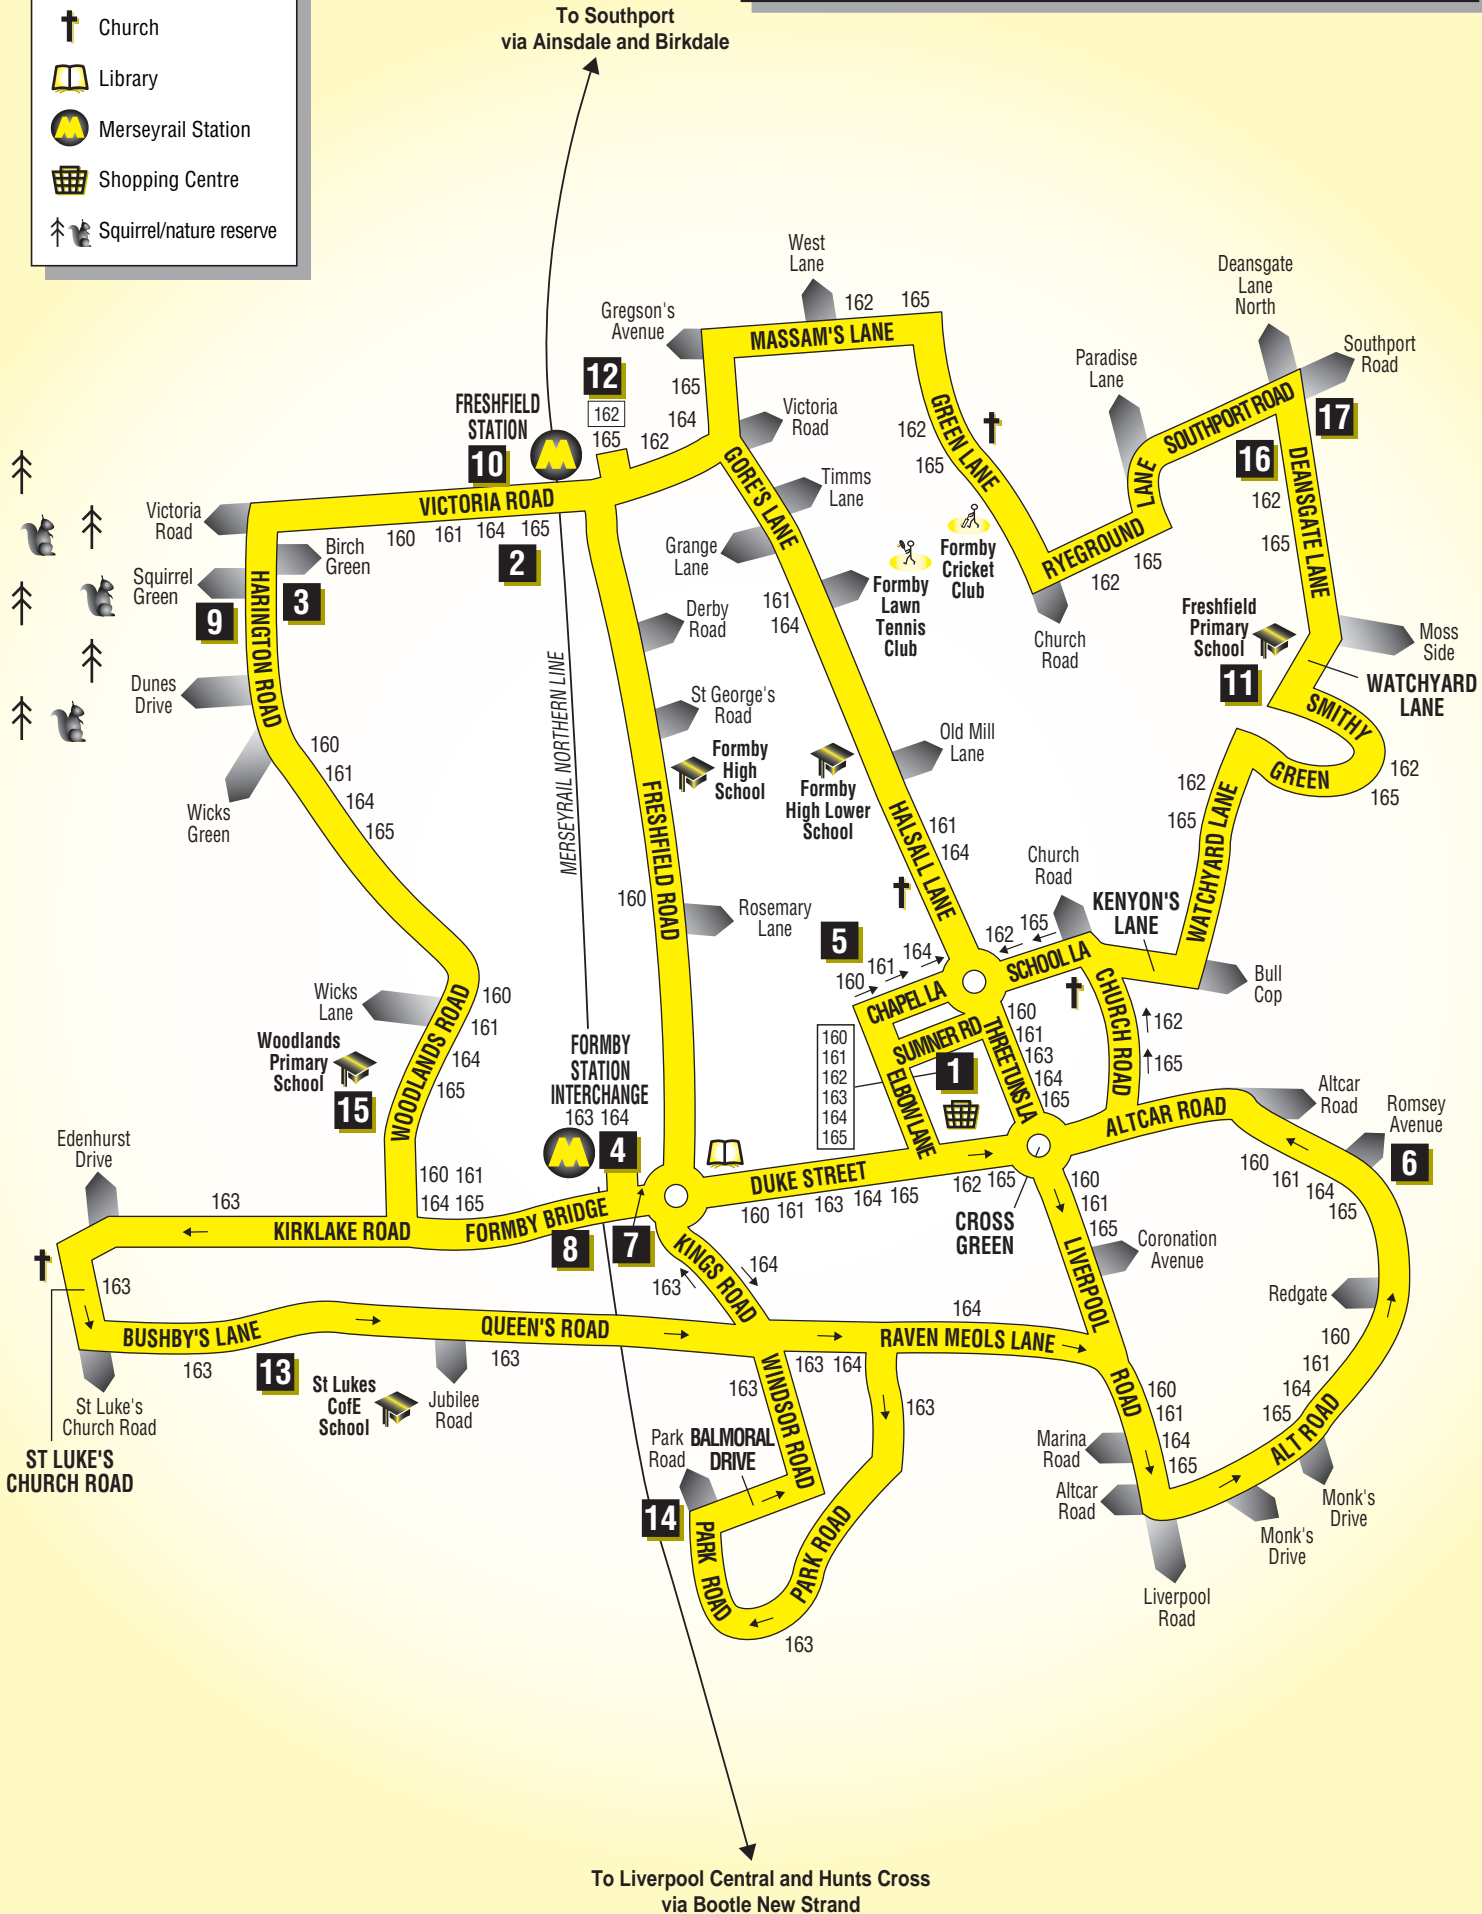 Church
Library
Merseyrail Station
Shopping Centre
Squirrel/nature reserve
To Southport
via Ainsdale and Birkdale
West
Lane
162
165
Gregson's
Avenue
MASSAM'S LANE
Deansgate
Lane
North
Southport
Road
Paradise
Lane
12
162
165
162
164
165
FRESHFIELD
STATION
10
M
Victoria
Road
GREEN LANE
162
165
SOUTHPORT ROAD
17
16
162
165
DEANSGATE LANE
VICTORIA ROAD
160
161
164
165
2
Victoria
Road
Birch
Green
Squirrel
Green
9
3
HARINGTON ROAD
Dunes
Drive
Wicks
Green
160
161
164
165
GORE'S LANE
Timms
Lane
Grange
Lane
161
164
Formby
Lawn
Tennis
Club
Formby
Cricket
Club
RYEGROUND
LANE
162
165
Church
Road
Freshfield
Primary
School
11
Moss
Side
WATCHYARD
LANE
SMITHY
GREEN
162
165
162
165
WATCHYARD LANE
Derby
Road
St George's
Road
Formby
High
School
Formby
High Lower
School
Old Mill
Lane
MERSEYRAIL NORTHERN LINE
FRESHFIELD ROAD
160
Rosemary
Lane
HALSALL LANE
161
164
Church
Road
KENYON'S
LANE
5
160
161
164
162
165
SCHOOL LA
CHAPEL LA
Bull
Cop
Wicks
Lane
WOODLANDS ROAD
160
161
164
165
Woodlands
Primary
School
15
160
161
162
163
164
165
SUMNER RD
ELBOW LANE
1
THREETUNS LA
160
161
163
164
165
CHURCH ROAD
162
165
ALTCAR ROAD
Altcar
Road
Romsey
Avenue
6
160
161
164
165
FORMBY
STATION
INTERCHANGE
163 164
M
4
Edenhurst
Drive
163
160 161
164 165
KIRKLAKE ROAD
FORMBY BRIDGE
8
7
DUKE STREET
160 161 163 164 165
162 165
CROSS
GREEN
160
161
165
Coronation
Avenue
LIVERPOOL
ROAD
Redgate
KINGS ROAD
164
163
163
BUSHBY'S LANE
163
13
QUEEN'S ROAD
163
164
RAVEN MEOLS LANE
163 164
160
161
164
165
160
161
164
165
ALT ROAD
St Luke's
Church Road
ST LUKE'S
CHURCH ROAD
St Lukes
CofE
School
Jubilee
Road
163
WINDSOR ROAD
163
Park
Road
BALMORAL
DRIVE
14
PARK ROAD
PARK ROAD
163
Marina
Road
Altcar
Road
Monk's
Drive
Monk's
Drive
Liverpool
Road
To Liverpool Central and Hunts Cross
via Bootle New Strand